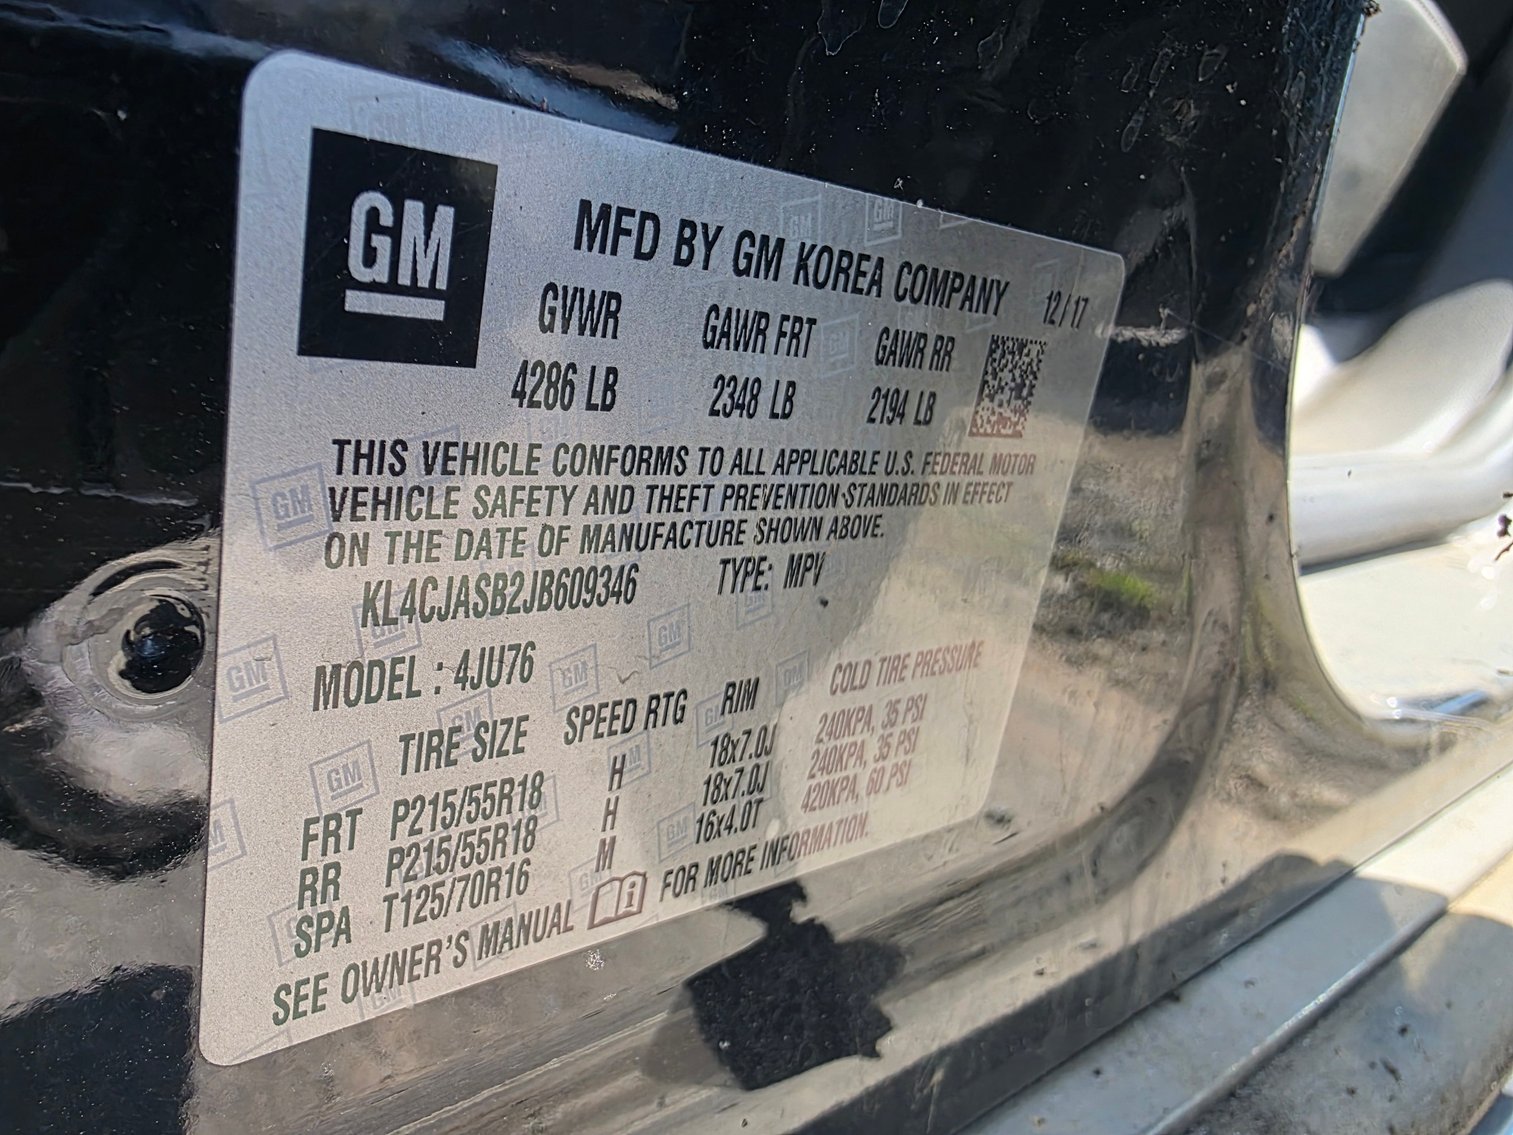 GM
MFD BY GM KOREA COMPANY 12/17
GVWR GAWR FRT GAWR RR
4286 LB 2348 LB 2194 LB
THIS VEHICLE CONFORMS TO ALL APPLICABLE U.S. FEDERAL MOTOR
VEHICLE SAFETY AND THEFT PREVENTION STANDARDS IN EFFECT
ON THE DATE OF MANUFACTURE SHOWN ABOVE.
KL4CJASB2JB609346 TYPE: MPV
MODEL : 4JU76
TIRE SIZE SPEED RTG RIM COLD TIRE PRESSURE
FRT P215/55R18 H 18x7.0J 240KPA, 35 PSI
RR P215/55R18 H 18x7.0J 240KPA, 35 PSI
SPA T125/70R16 M 16x4.0T 420KPA, 60 PSI
SEE OWNER'S MANUAL FOR MORE INFORMATION.